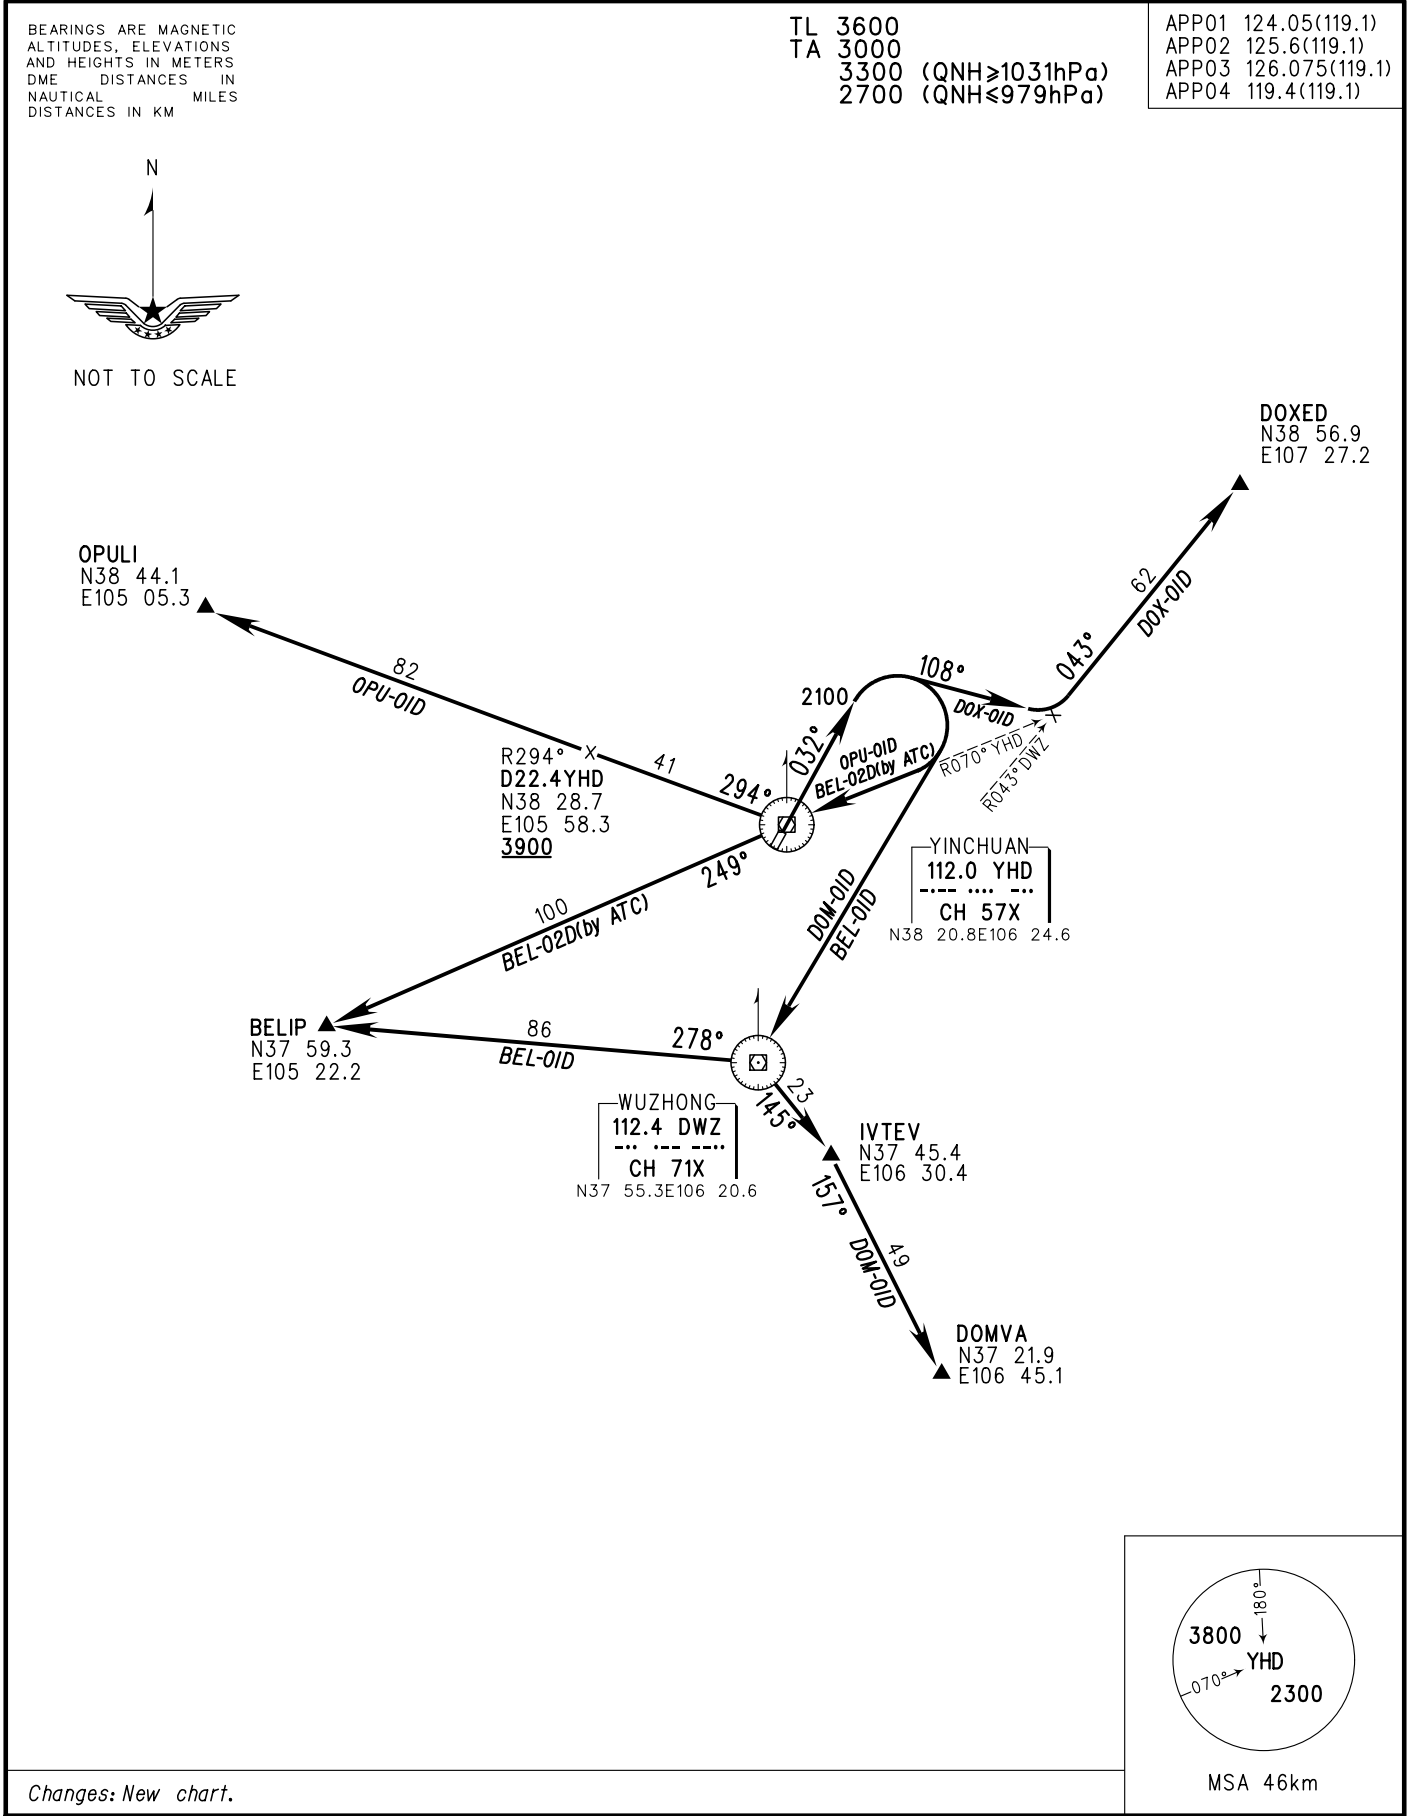 BEARINGS ARE MAGNETIC
ALTITUDES, ELEVATIONS
AND HEIGHTS IN METERS
DME DISTANCES IN
NAUTICAL MILES
DISTANCES IN KM
TL 3600
TA 3000
3300 (QNH≥1031hPa)
2700 (QNH≤979hPa)
APP01 124.05(119.1)
APP02 125.6(119.1)
APP03 126.075(119.1)
APP04 119.4(119.1)
N
NOT TO SCALE
DOXED
N38 56.9
E107 27.2
OPULI
N38 44.1
E105 05.3
62
DOX-01D
043°
82
OPU-01D
108°
2100
DOX-01D
032°
OPU-01D
BEL-02D(by ATC)
R070° YHD
R043° DWZ
R294°
D22.4YHD
N38 28.7
E105 58.3
3900
41
294°
249°
YINCHUAN
112.0 YHD
-.-- .... -..
CH 57X
N38 20.8E106 24.6
100
BEL-02D(by ATC)
DOM-01D
BEL-01D
BELIP
N37 59.3
E105 22.2
86
BEL-01D
278°
23
145°
WUZHONG
112.4 DWZ
-.. .-- --..
CH 71X
N37 55.3E106 20.6
IVTEV
N37 45.4
E106 30.4
157°
49
DOM-01D
DOMVA
N37 21.9
E106 45.1
180°
3800
YHD
070°
2300
MSA 46km
Changes: New chart.